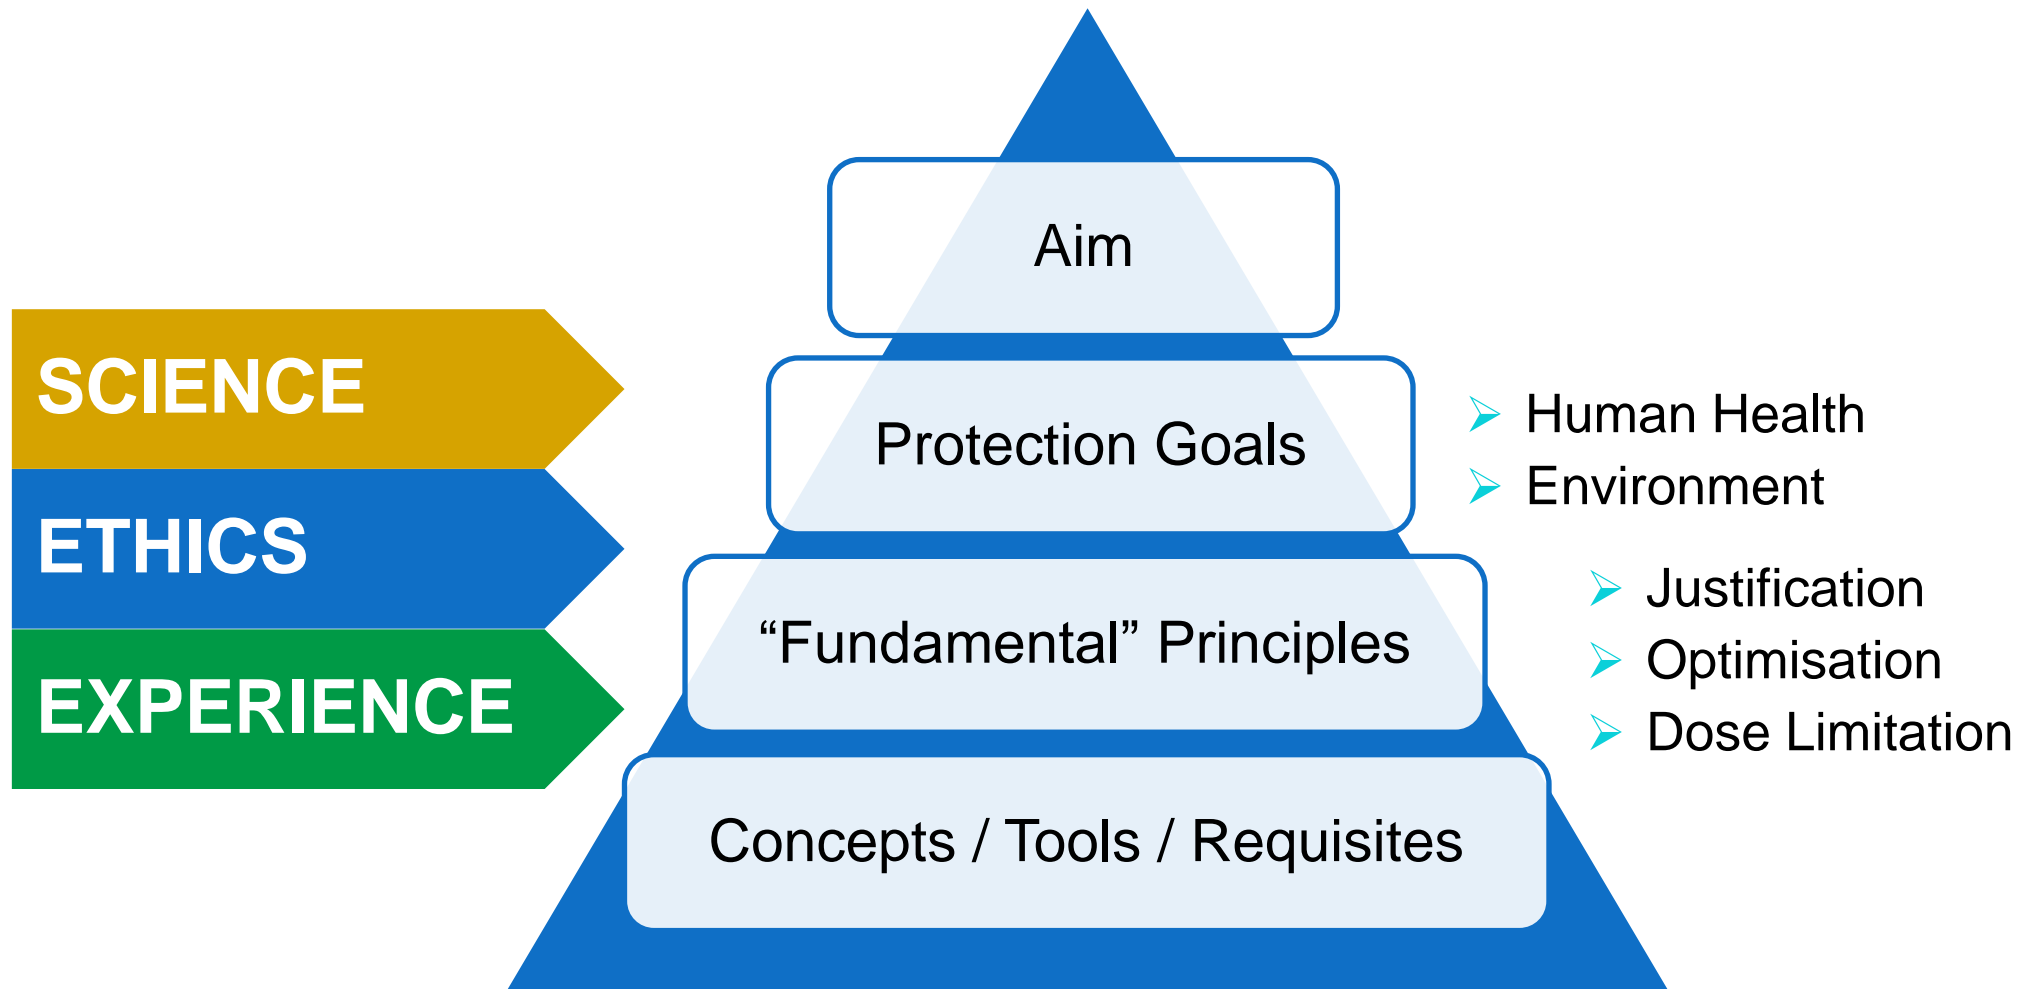 SCIENCE
ETHICS
EXPERIENCE
Aim
Protection Goals
“Fundamental” Principles
Concepts / Tools / Requisites
Human Health
Environment
Justification
Optimisation
Dose Limitation